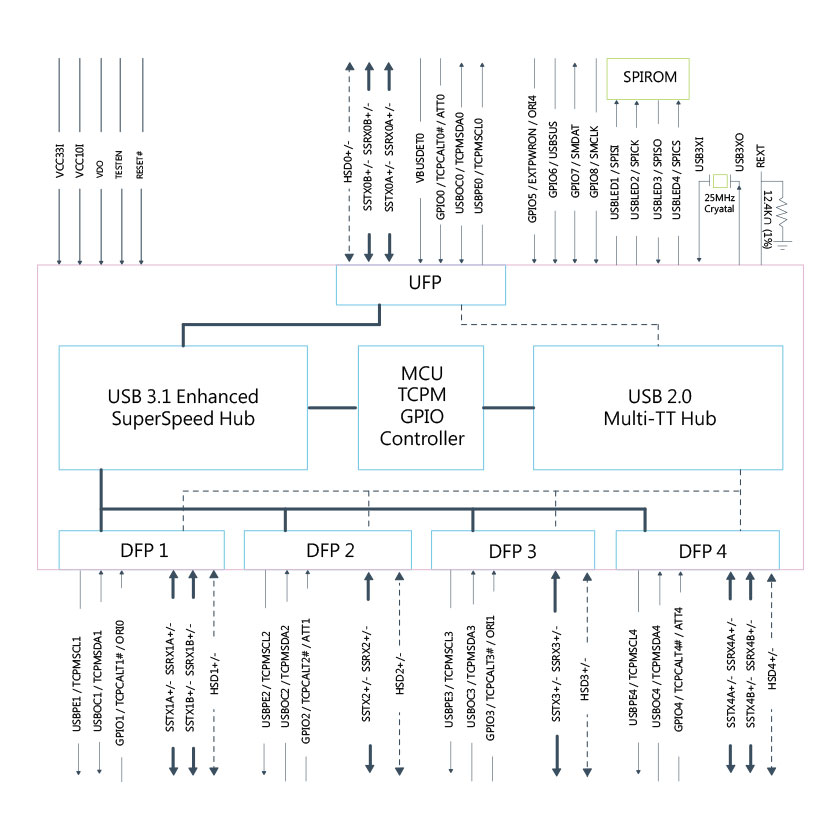 VCC33I
VCC10I
VDO
TESTEN
RESET#
HSD0+/-
SSTX0B+/- SSRX0B+/-
SSTX0A+/- SSRX0A+/-
VBUSDET0
GPIO0 / TCPCALT0# / ATT0
USBOC0 / TCPMSDA0
USBPE0 / TCPMSCL0
GPIO5 / EXTPWRON / ORI4
GPIO6 / USBSUS
GPIO7 / SMDAT
GPIO8 / SMCLK
SPIROM
USBLED1 / SPISI
USBLED2 / SPICK
USBLED3 / SPISO
USBLED4 / SPICS
USB3XI
25MHz
Cryatal
USB3XO
REXT
12.4KΩ (1%)
UFP
USB 3.1 Enhanced
SuperSpeed Hub
MCU
TCPM
GPIO
Controller
USB 2.0
Multi-TT Hub
DFP 1
DFP 2
DFP 3
DFP 4
USBPE1 / TCPMSCL1
USBOC1 / TCPMSDA1
GPIO1 / TCPCALT1# / ORI0
SSTX1A+/- SSRX1A+/-
SSTX1B+/- SSRX1B+/-
HSD1+/-
USBPE2 / TCPMSCL2
USBOC2 / TCPMSDA2
GPIO2 / TCPCALT2# / ATT1
SSTX2+/- SSRX2+/-
HSD2+/-
USBPE3 / TCPMSCL3
USBOC3 / TCPMSDA3
GPIO3 / TCPCALT3# / ORI1
SSTX3+/- SSRX3+/-
HSD3+/-
USBPE4 / TCPMSCL4
USBOC4 / TCPMSDA4
GPIO4 / TCPCALT4# / ATT4
SSTX4A+/- SSRX4A+/-
SSTX4B+/- SSRX4B+/-
HSD4+/-